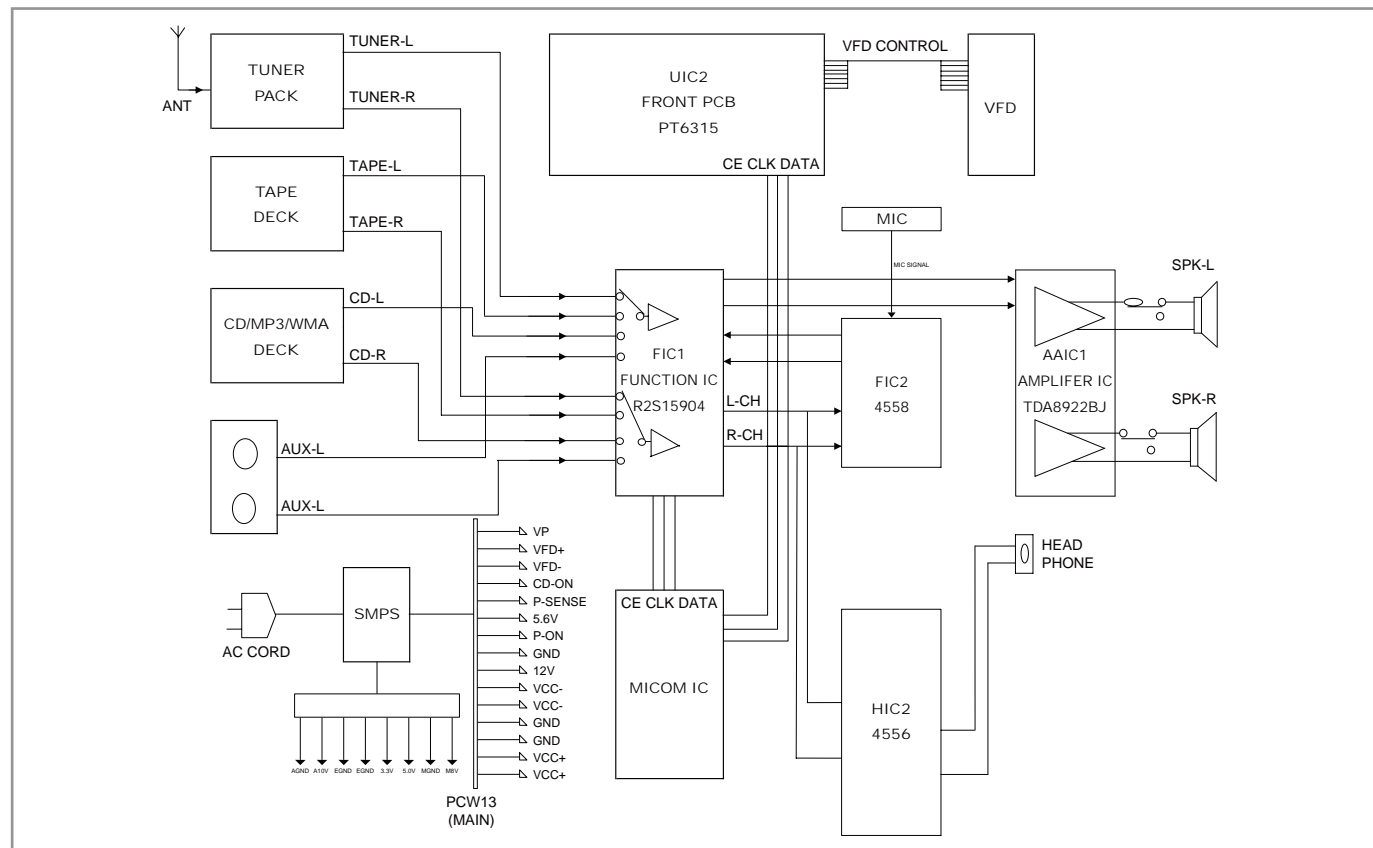 TUNER-L
TUNER
PACK
TUNER-R
ANT
TAPE-L
TAPE
DECK
TAPE-R
CD-L
CD/MP3/WMA
DECK
CD-R
AUX-L
AUX-L
UIC2
FRONT PCB
PT6315
CE CLK DATA
VFD CONTROL
VFD
MIC
MIC SIGNAL
FIC1
FUNCTION IC
R2S15904
L-CH
R-CH
FIC2
4558
AAIC1
AMPLIFER IC
TDA8922BJ
SPK-L
SPK-R
HEAD
PHONE
HIC2
4556
CE CLK DATA
MICOM IC
AC CORD
SMPS
AGND
A10V
EGND
EGND
3.3V
5.0V
MGND
M8V
VP
VFD+
VFD-
CD-ON
P-SENSE
5.6V
P-ON
GND
12V
VCC-
VCC-
GND
GND
VCC+
VCC+
PCW13
(MAIN)